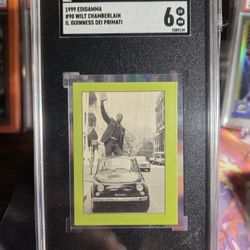 1999 EDIGAMMA
#90 WILT CHAMBERLAIN
IL GUINNESS DEI PRIMATI
6